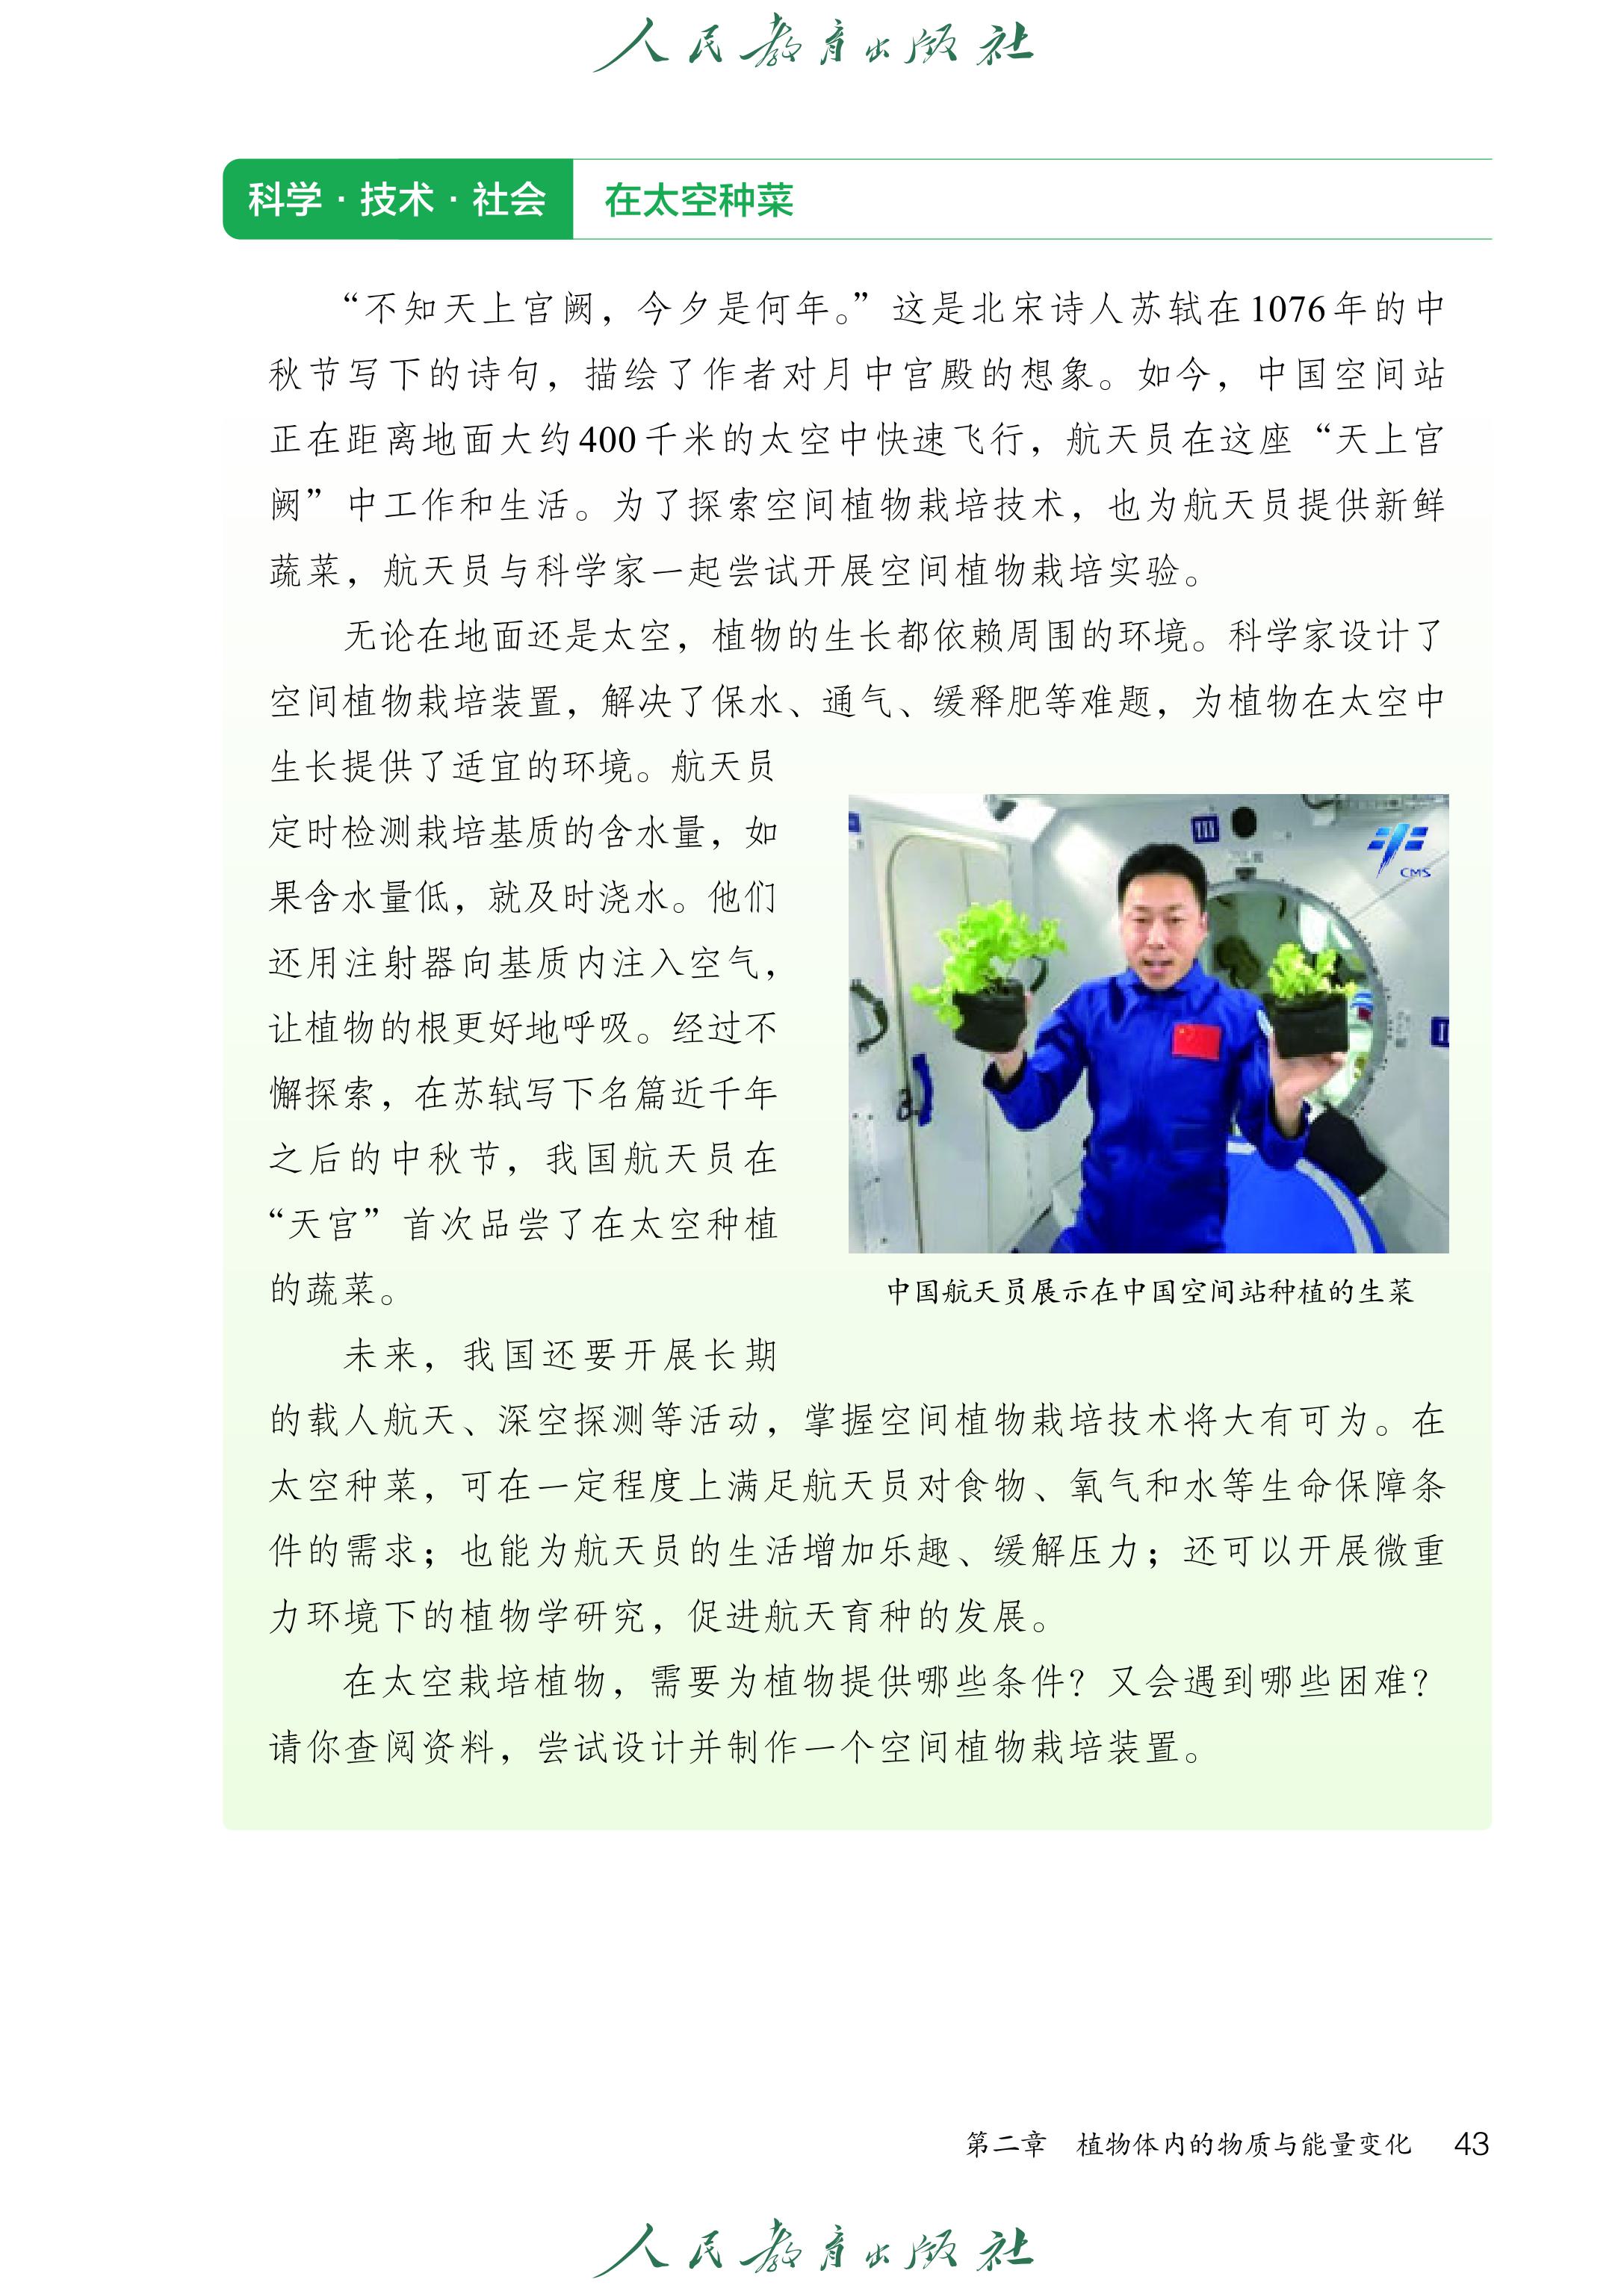 人民教育出版社
科学·技术·社会 在太空种菜
“不知天上宫阙，今夕是何年。”这是北宋诗人苏轼在1076年的中
秋节写下的诗句，描绘了作者对月中宫殿的想象。如今，中国空间站
正在距离地面大约400千米的太空中快速飞行，航天员在这座“天上宫
阙”中工作和生活。为了探索空间植物栽培技术，也为航天员提供新鲜
蔬菜，航天员与科学家一起尝试开展空间植物栽培实验。
无论在地面还是太空，植物的生长都依赖周围的环境。科学家设计了
空间植物栽培装置，解决了保水、通气、缓释肥等难题，为植物在太空中
生长提供了适宜的环境。航天员
定时检测栽培基质的含水量，如
果含水量低，就及时浇水。他们
还用注射器向基质内注入空气，
让植物的根更好地呼吸。经过不
懈探索，在苏轼写下名篇近千年
之后的中秋节，我国航天员在
“天宫”首次品尝了在太空种植
的蔬菜。
III
CMS
中国航天员展示在中国空间站种植的生菜
未来，我国还要开展长期
的载人航天、深空探测等活动，掌握空间植物栽培技术将大有可为。在
太空种菜，可在一定程度上满足航天员对食物、氧气和水等生命保障条
件的需求；也能为航天员的生活增加乐趣、缓解压力；还可以开展微重
力环境下的植物学研究，促进航天育种的发展。
在太空栽培植物，需要为植物提供哪些条件？又会遇到哪些困难？
请你查阅资料，尝试设计并制作一个空间植物栽培装置。
第二章 植物体内的物质与能量变化 43
人民教育出版社